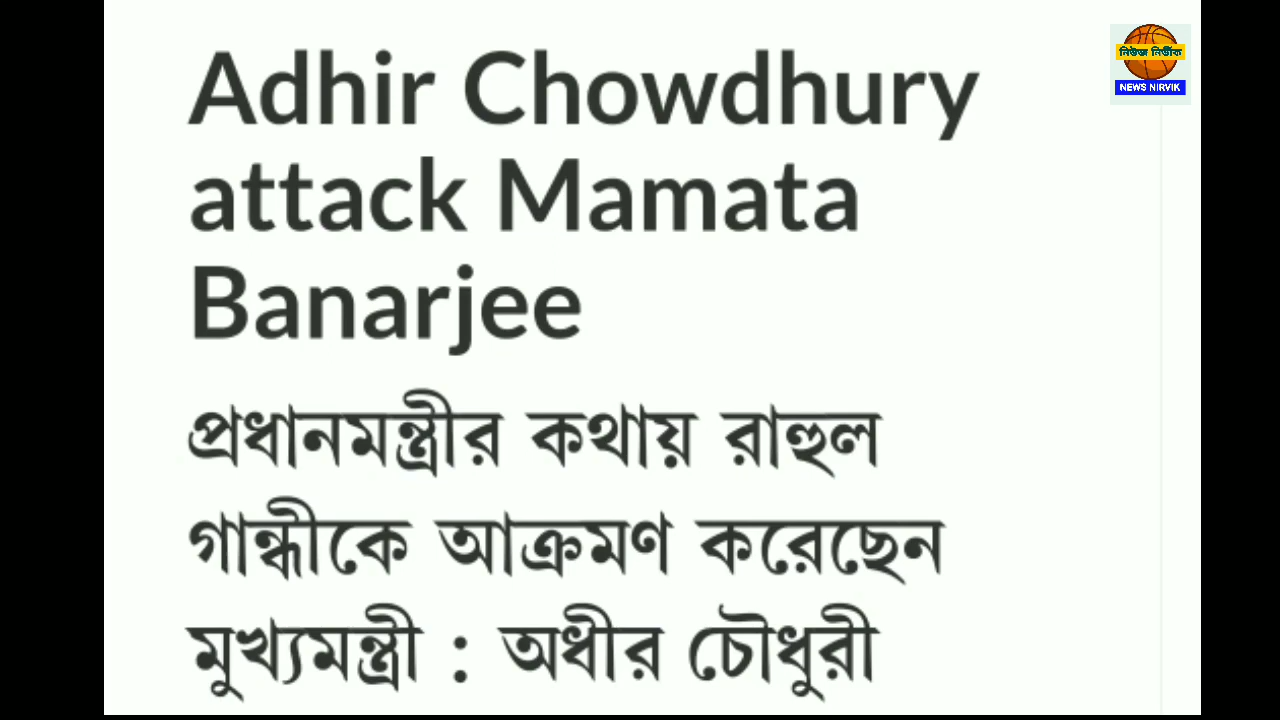 Adhir Chowdhury
attack Mamata
Banarjee
প্রধানমন্ত্রীর কথায় রাহুল
গান্ধীকে আক্রমণ করেছেন
মুখ্যমন্ত্রী : অধীর চৌধুরী
নিউজ নির্ভীক
NEWS NIRVIK